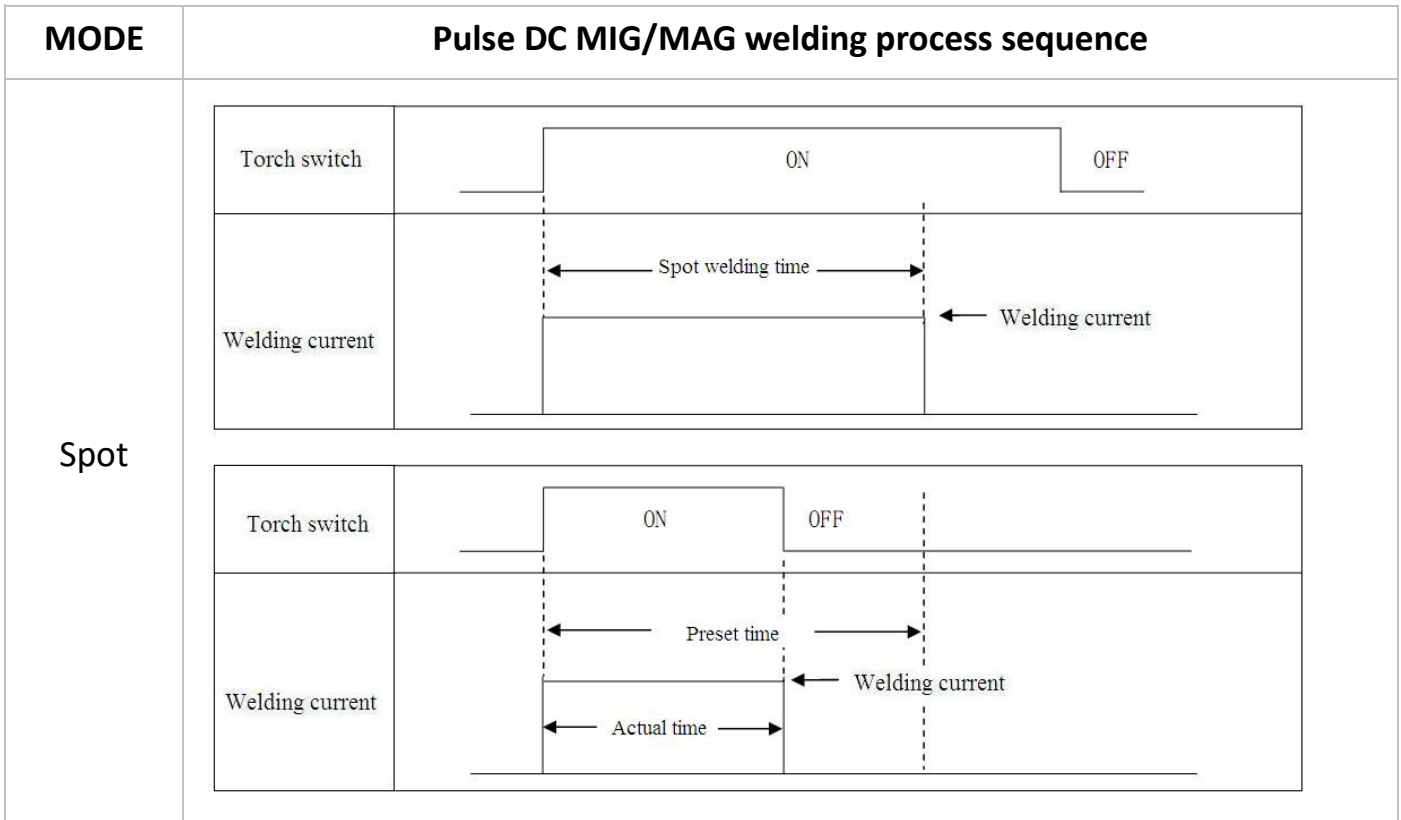 MODE
Pulse DC MIG/MAG welding process sequence
Spot
Torch switch
ON
OFF
Spot welding time
Welding current
Welding current
Torch switch
ON
OFF
Preset time
Welding current
Welding current
Actual time